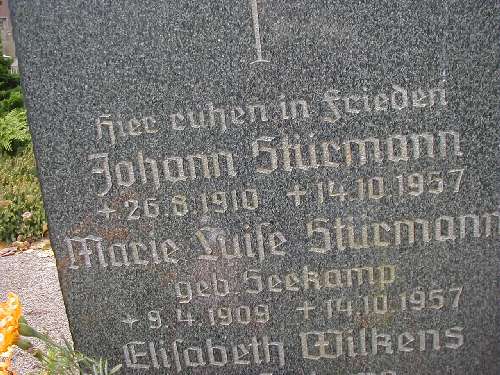 Hier ruhen in Frieden
Johann Stürmann
* 26.8.1910 + 14.10.1957
Marie Luise Stürmann
geb. Seekamp
* 9.4.1909 + 14.10.1957
Elisabeth Wilkens